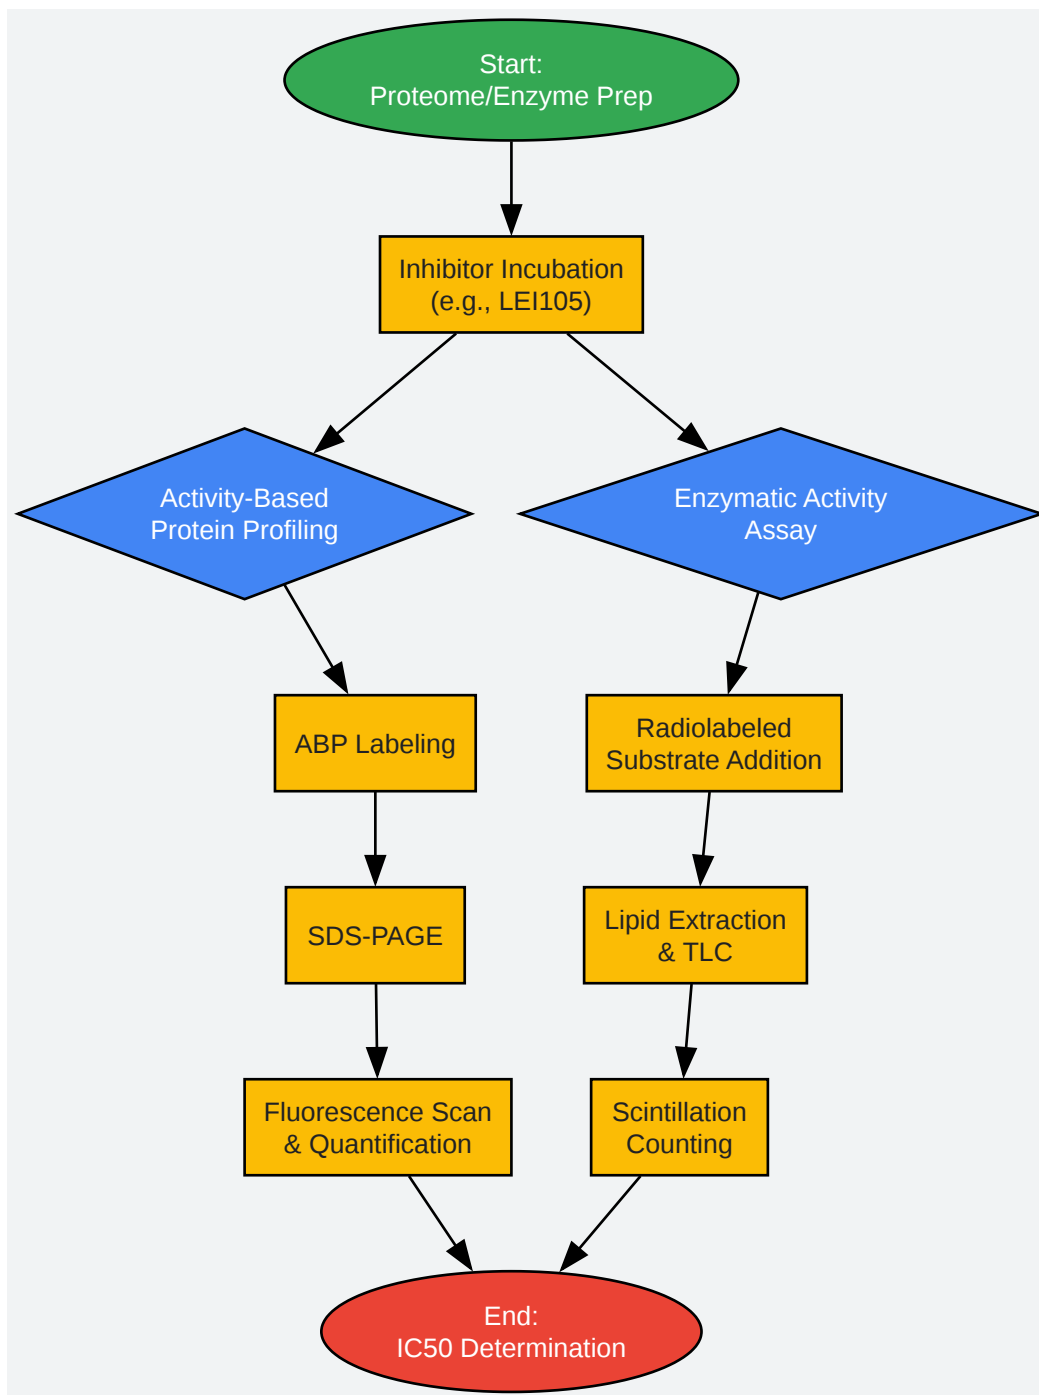 Start:
Proteome/Enzyme Prep
Inhibitor Incubation
(e.g., LEI105)
Activity-Based
Protein Profiling
Enzymatic Activity
Assay
ABP Labeling
Radiolabeled
Substrate Addition
SDS-PAGE
Lipid Extraction
& TLC
Fluorescence Scan
& Quantification
Scintillation
Counting
End:
IC50 Determination